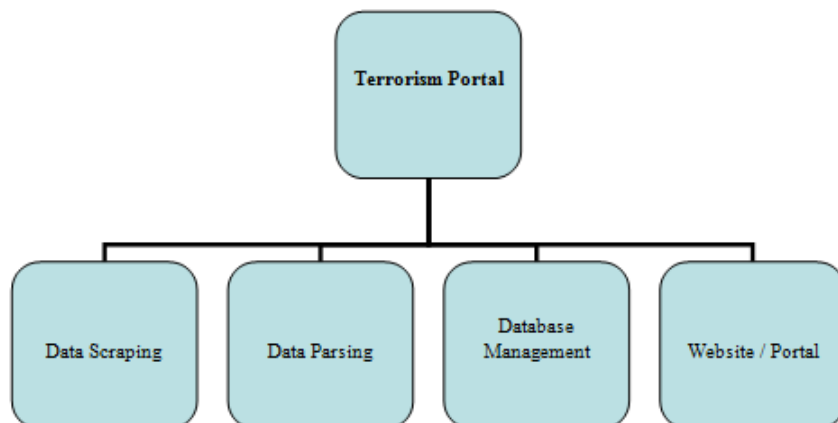 Terrorism Portal
Data Scraping
Data Parsing
Database
Management
Website / Portal